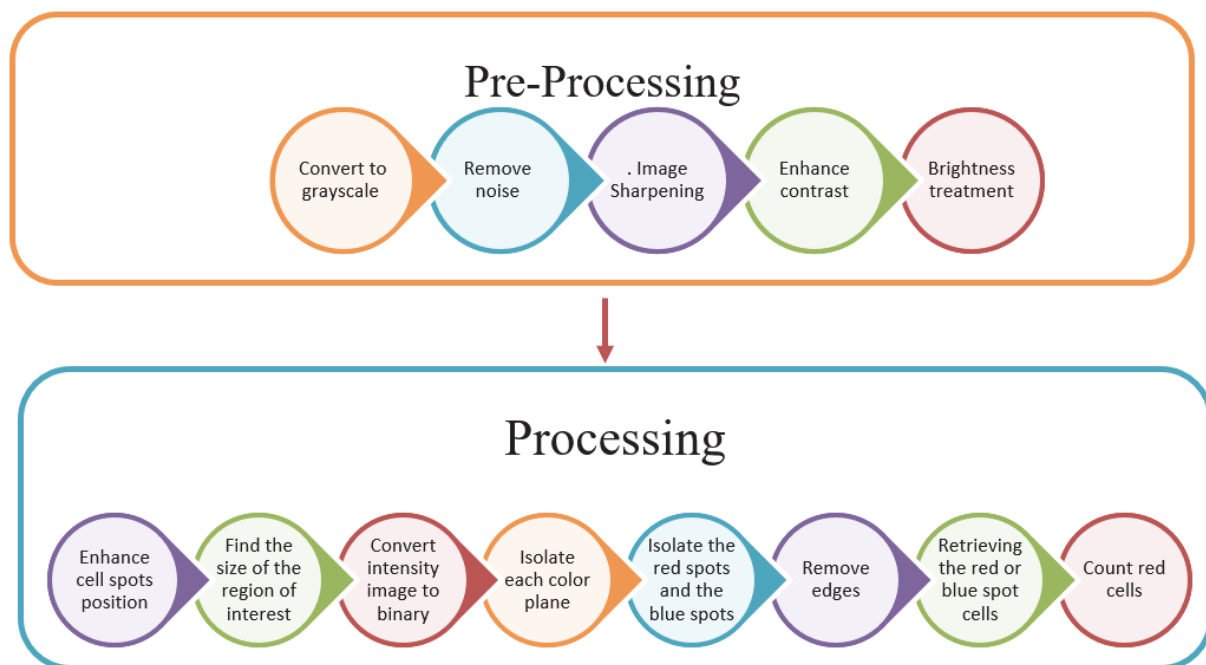 Pre-Processing
Convert to
grayscale
Remove
noise
. Image
Sharpening
Enhance
contrast
Brightness
treatment
Processing
Enhance
cell spots
position
Find the
size of the
region of
interest
Convert
intensity
image to
binary
Isolate
each color
plane
Isolate the
red spots
and the
blue spots
Remove
edges
Retrieving
the red or
blue spot
cells
Count red
cells